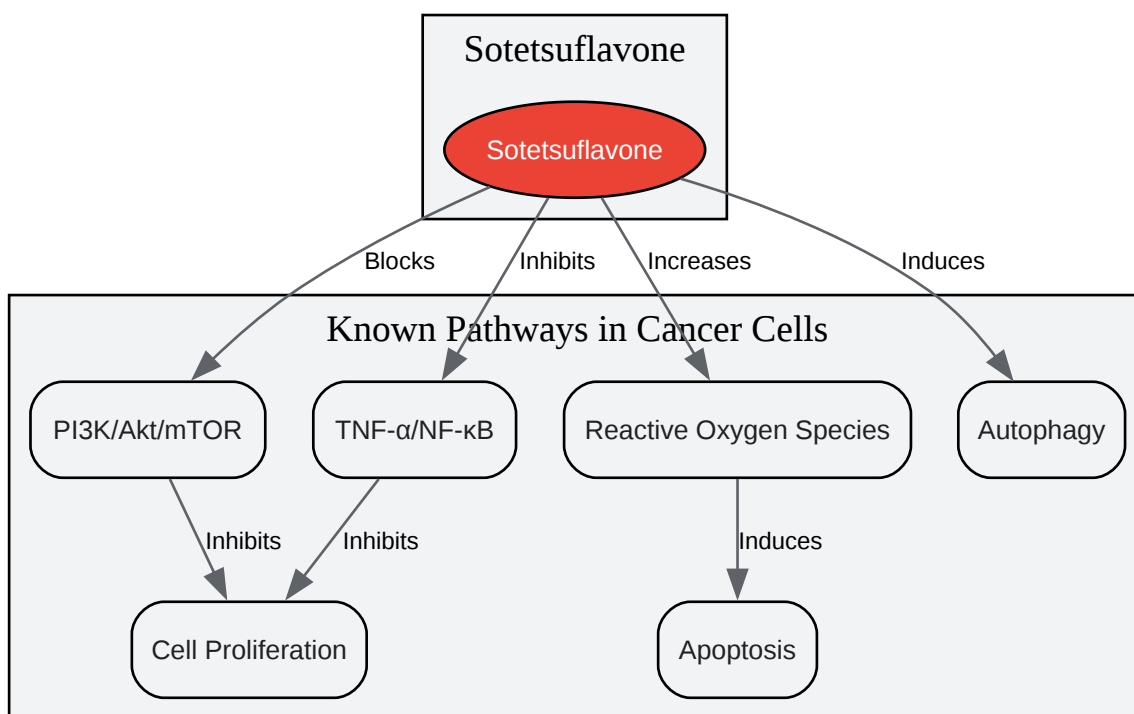 Sotetsuflavone
Sotetsuflavone
Blocks
Inhibits
Increases
Induces
Known Pathways in Cancer Cells
PI3K/Akt/mTOR
TNF-α/NF-κB
Reactive Oxygen Species
Autophagy
Inhibits
Inhibits
Induces
Cell Proliferation
Apoptosis